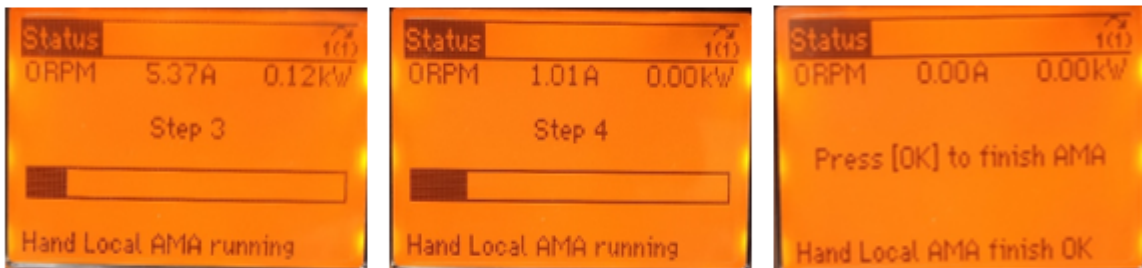 Status
1(1)
0RPM 5.37A 0.12kW
Step 3
Hand Local AMA running
Status
1(1)
0RPM 1.01A 0.00kW
Step 4
Hand Local AMA running
Status
1(1)
0RPM 0.00A 0.00kW
Press [OK] to finish AMA
Hand Local AMA finish OK